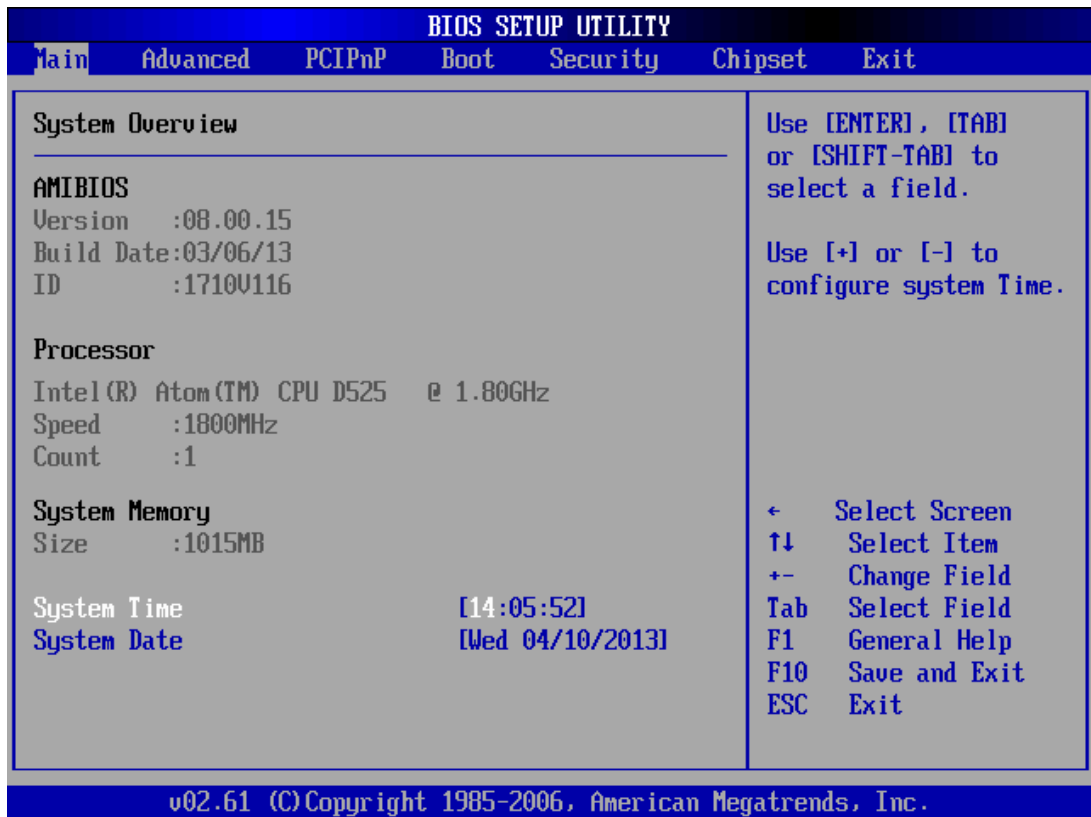 BIOS SETUP UTILITY
Main Advanced PCIPnP Boot Security Chipset Exit
System Overview
AMIBIOS
Version :08.00.15
Build Date:03/06/13
ID :1710V116
Processor
Intel(R) Atom(TM) CPU D525 @ 1.80GHz
Speed :1800MHz
Count :1
System Memory
Size :1015MB
System Time [14:05:52]
System Date [Wed 04/10/2013]
Use [ENTER], [TAB]
or [SHIFT-TAB] to
select a field.
Use [+] or [-] to
configure system Time.
← Select Screen
↑↓ Select Item
+- Change Field
Tab Select Field
F1 General Help
F10 Save and Exit
ESC Exit
v02.61 (C)Copyright 1985-2006, American Megatrends, Inc.